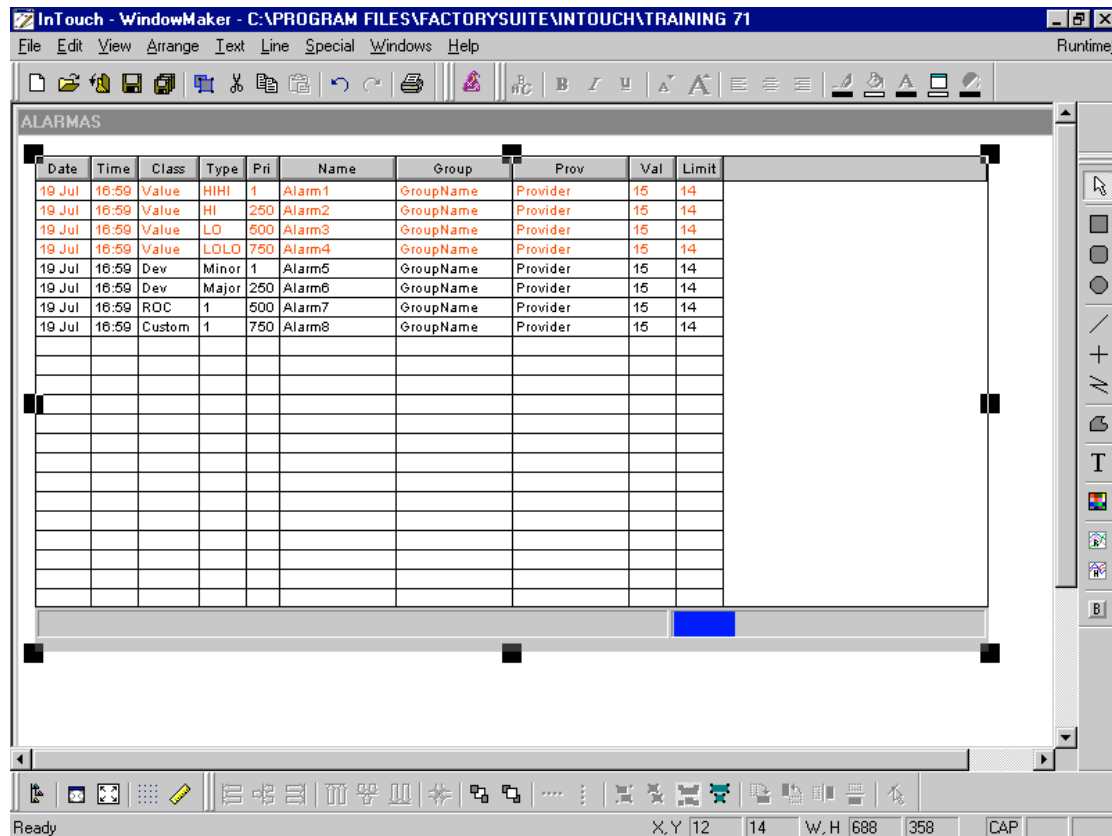 InTouch - WindowMaker - C:\PROGRAM FILES\FACTORYSUITE\INTOUCH\TRAINING 71
File Edit View Arrange Text Line Special Windows Help Runtime
ALARMAS
Date Time Class Type Pri Name Group Prov Val Limit
19 Jul 16:59 Value HIHI 1 Alarm1 GroupName Provider 15 14
19 Jul 16:59 Value HI 250 Alarm2 GroupName Provider 15 14
19 Jul 16:59 Value LO 500 Alarm3 GroupName Provider 15 14
19 Jul 16:59 Value LOLO 750 Alarm4 GroupName Provider 15 14
19 Jul 16:59 Dev Minor 1 Alarm5 GroupName Provider 15 14
19 Jul 16:59 Dev Major 250 Alarm6 GroupName Provider 15 14
19 Jul 16:59 ROC 1 500 Alarm7 GroupName Provider 15 14
19 Jul 16:59 Custom 1 750 Alarm8 GroupName Provider 15 14
Ready X, Y 12 14 W, H 688 358 CAP